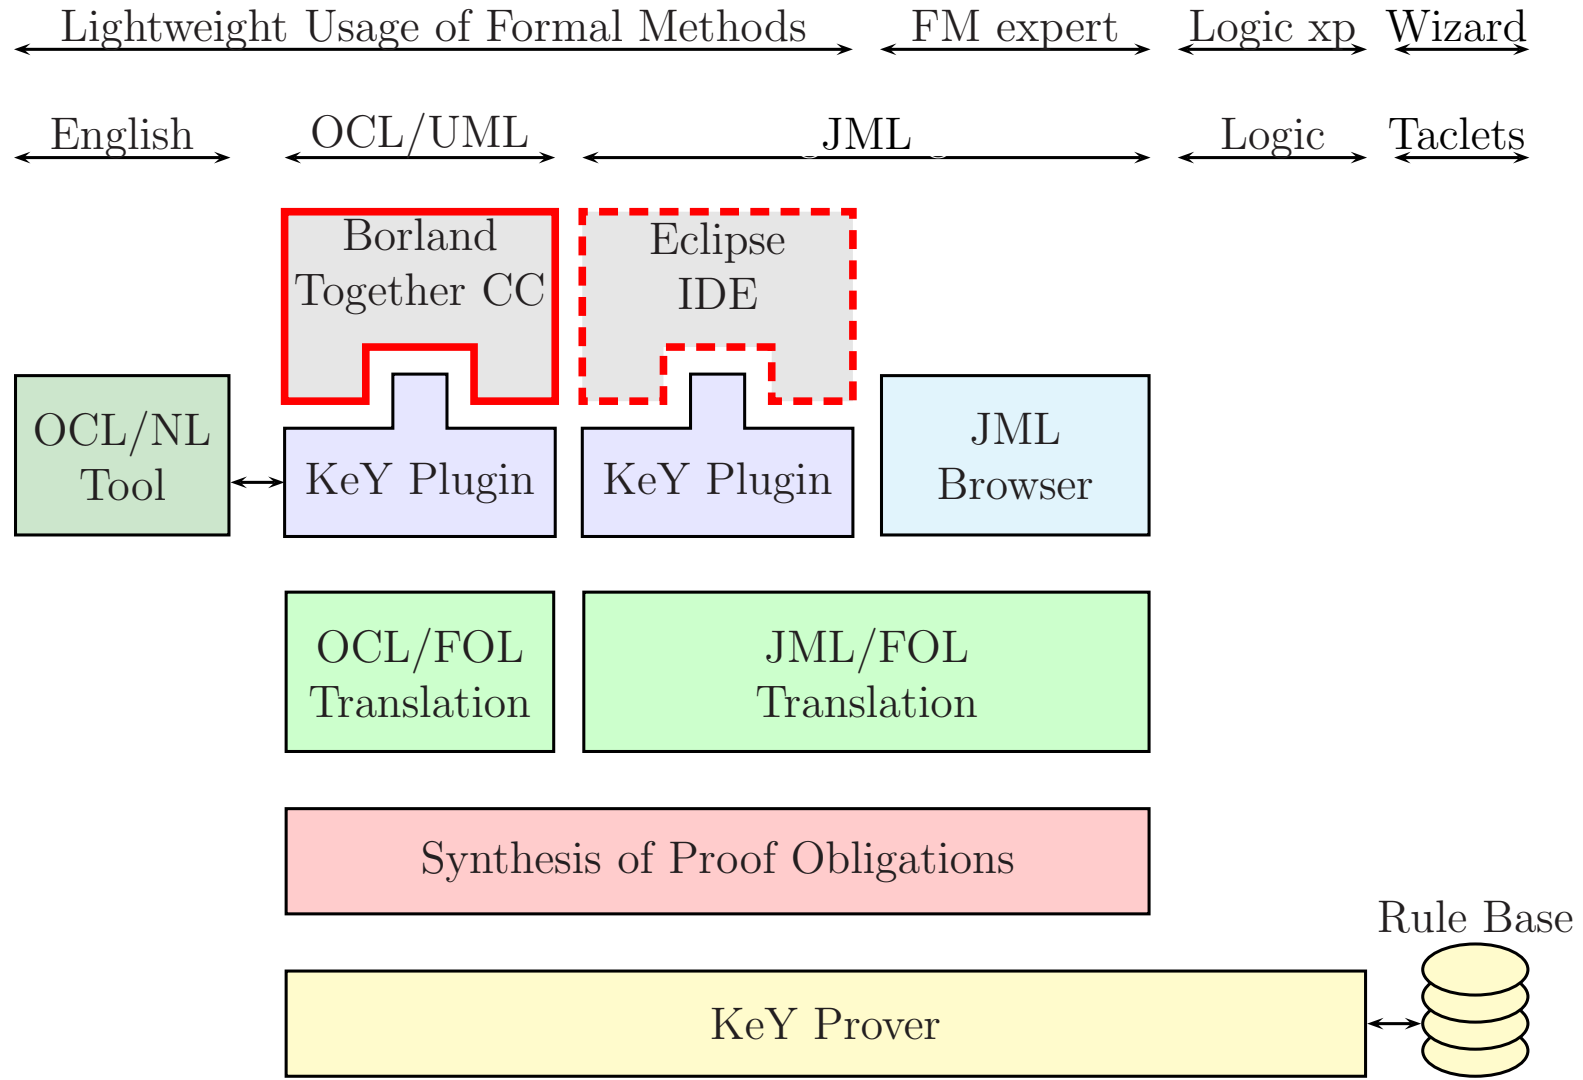 Lightweight Usage of Formal Methods
FM expert
Logic xp
Wizard
English
OCL/UML
JML
Logic
Taclets
Borland
Together CC
Eclipse
IDE
OCL/NL
Tool
KeY Plugin
KeY Plugin
JML
Browser
OCL/FOL
Translation
JML/FOL
Translation
Synthesis of Proof Obligations
Rule Base
KeY Prover